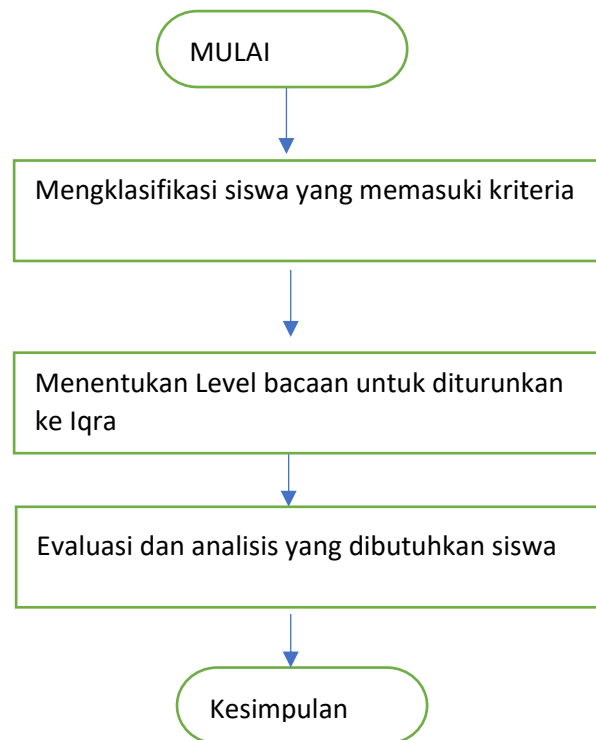 MULAI
Mengklasifikasi siswa yang memasuki kriteria
Menentukan Level bacaan untuk diturunkan
ke Iqra
Evaluasi dan analisis yang dibutuhkan siswa
Kesimpulan